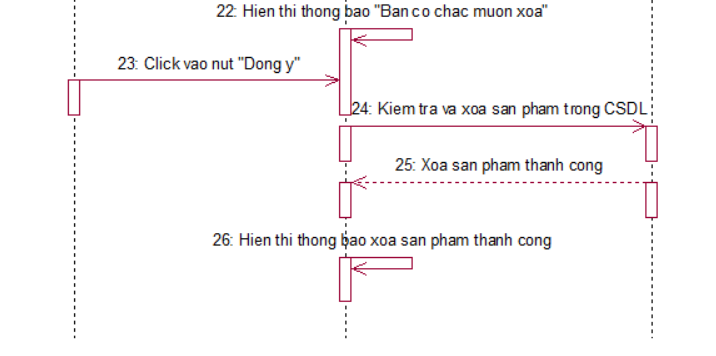 22: Hien thi thong bao "Ban co chac muon xoa"
23: Click vao nut "Dong y"
24: Kiem tra va xoa san pham trong CSDL
25: Xoa san pham thanh cong
26: Hien thi thong bao xoa san pham thanh cong